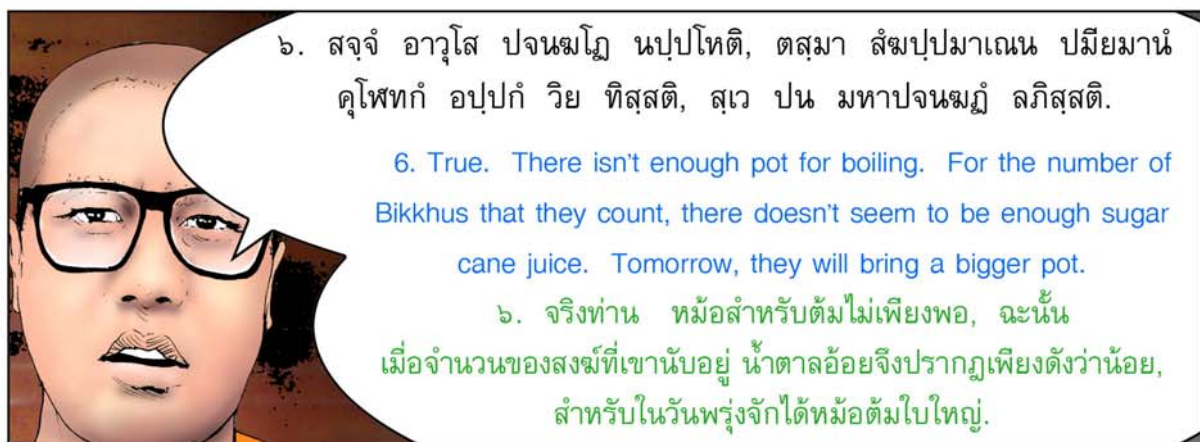 ๖. สจฺจํ อาวุโส ปจนฆโฏ นปฺปโหติ, ตสฺมา สํฆปฺปมาเณน ปมียมานํ
คุโฬทกํ อปฺปกํ วิย ทิสฺสติ, สฺเว ปน มหาปจนฆฏํ ลภิสฺสติ.
6. True. There isn't enough pot for boiling. For the number of
Bikkhus that they count, there doesn't seem to be enough sugar
cane juice. Tomorrow, they will bring a bigger pot.
๖. จริงท่าน หม้อสำหรับต้มไม่เพียงพอ, ฉะนั้น
เมื่อจำนวนของสงฆ์ที่เขานับอยู่ น้ำตาลอ้อยจึงปรากฏเพียงดังว่าน้อย,
สำหรับในวันพรุ่งจักได้หม้อต้มใบใหญ่.